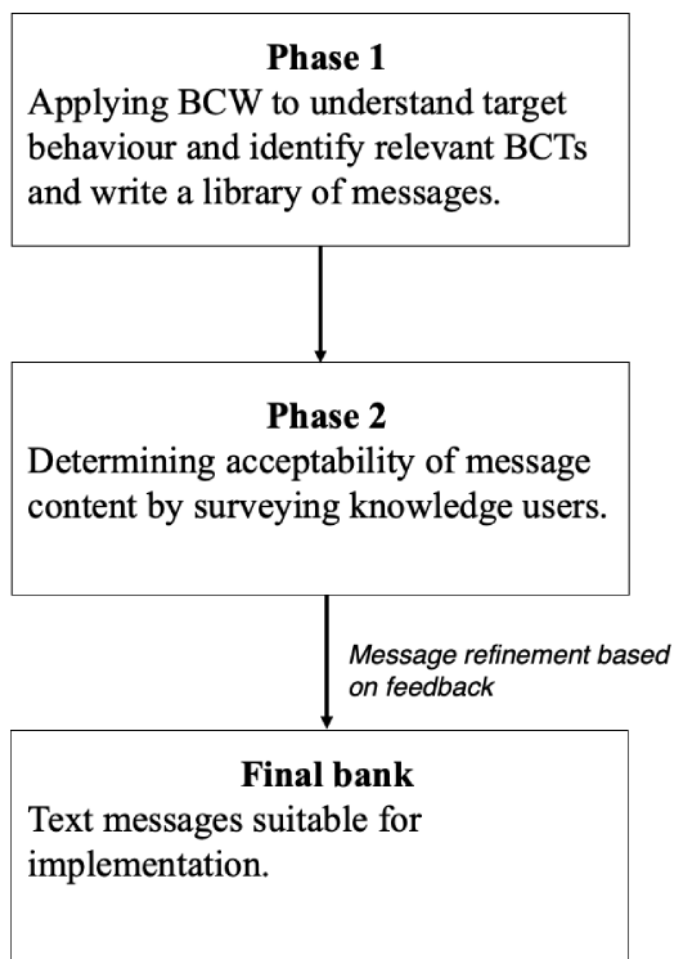 Phase 1
Applying BCW to understand target
behaviour and identify relevant BCTs
and write a library of messages.
Phase 2
Determining acceptability of message
content by surveying knowledge users.
Message refinement based
on feedback
Final bank
Text messages suitable for
implementation.